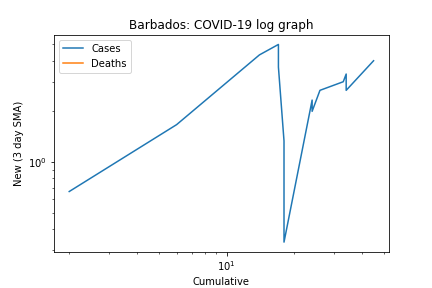 Barbados: COVID-19 log graph
Cases
Deaths
New (3 day SMA)
10⁰
10¹
Cumulative